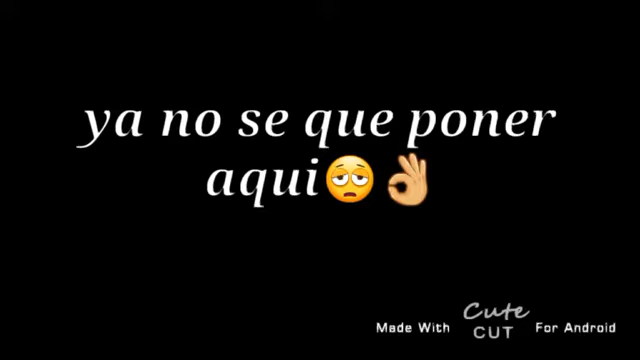 ya no se que poner
aqui😩👌
Made With Cute CUT For Android